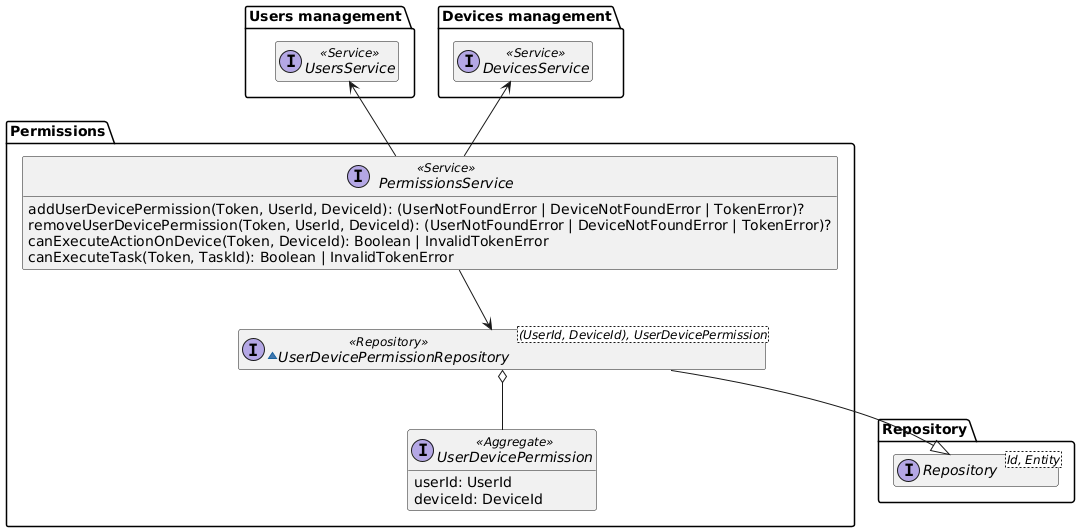 Users management
Devices management
I «Service»
UsersService
I «Service»
DevicesService
Permissions
I «Service»
PermissionsService
addUserDevicePermission(Token, UserId, DeviceId): (UserNotFoundError | DeviceNotFoundError | TokenError)?
removeUserDevicePermission(Token, UserId, DeviceId): (UserNotFoundError | DeviceNotFoundError | TokenError)?
canExecuteActionOnDevice(Token, DeviceId): Boolean | InvalidTokenError
canExecuteTask(Token, TaskId): Boolean | InvalidTokenError
(UserId, DeviceId), UserDevicePermission
I «Repository»
UserDevicePermissionRepository
Repository
I «Aggregate»
UserDevicePermission
userId: UserId
deviceId: DeviceId
Id, Entity
I Repository